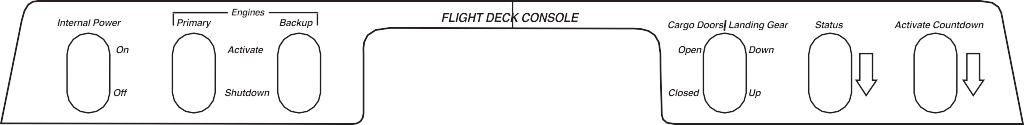 Engines
FLIGHT DECK CONSOLE
Internal Power
Primary
Backup
Cargo Doors Landing Gear
Status
Activate Countdown
On
Activate
Open
Down
Off
Shutdown
Closed
Up